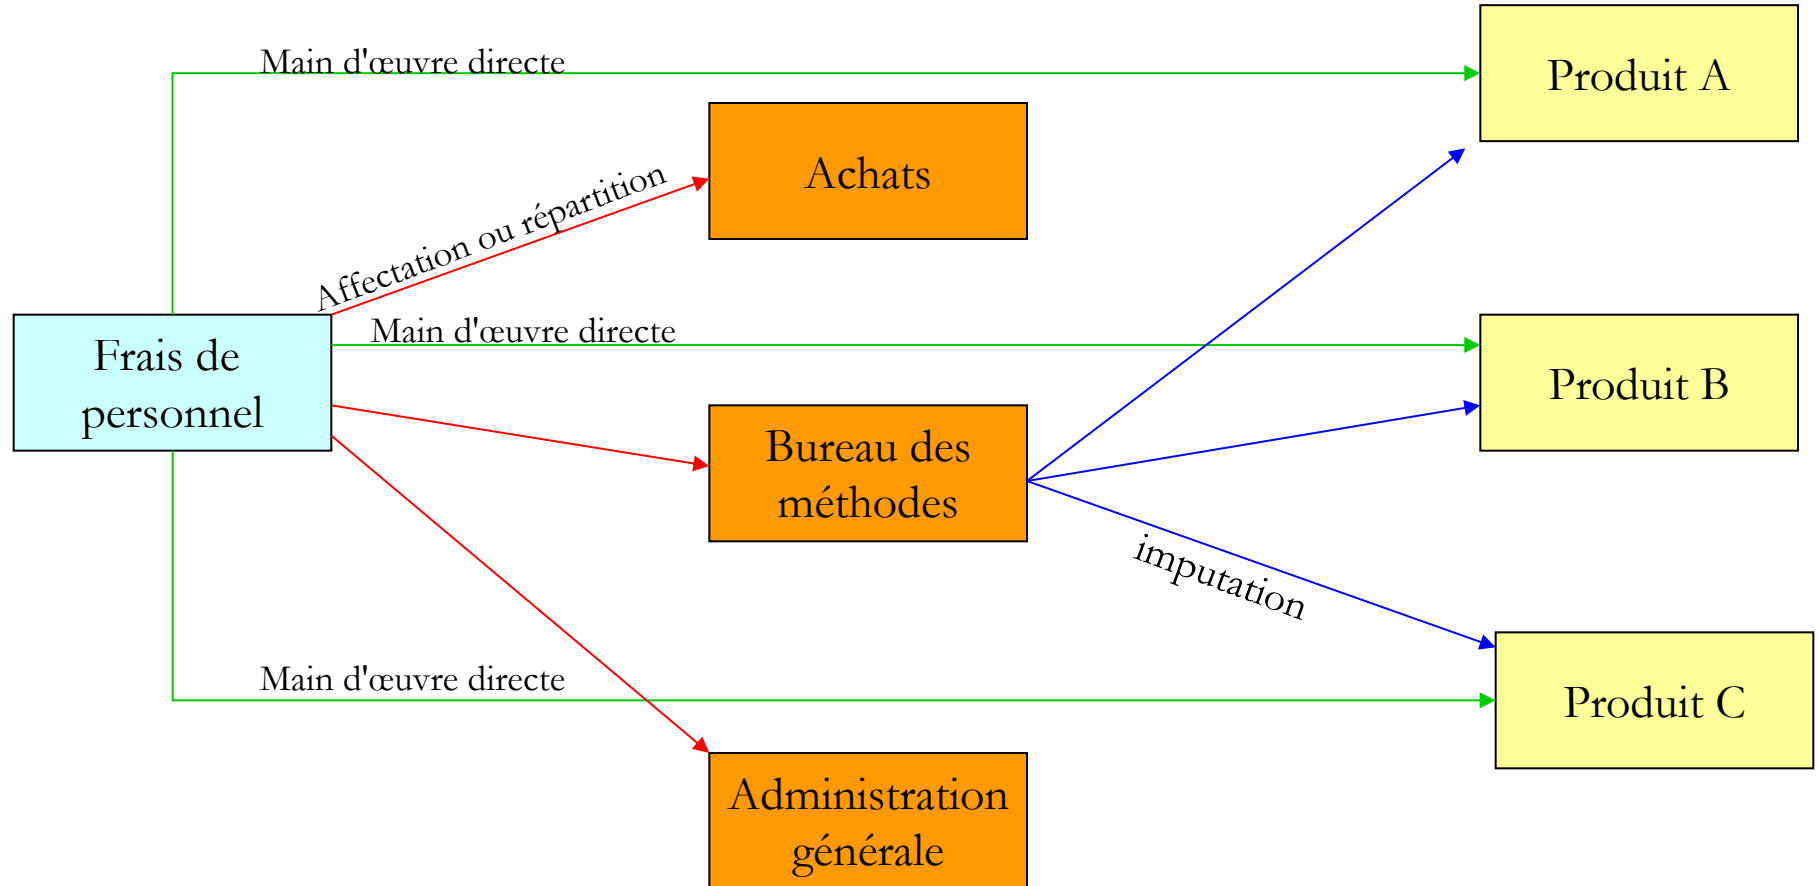 Main d'œuvre directe
Produit A
Achats
Affectation ou répartition
Main d'œuvre directe
Frais de
personnel
Produit B
Bureau des
méthodes
imputation
Main d'œuvre directe
Produit C
Administration
générale